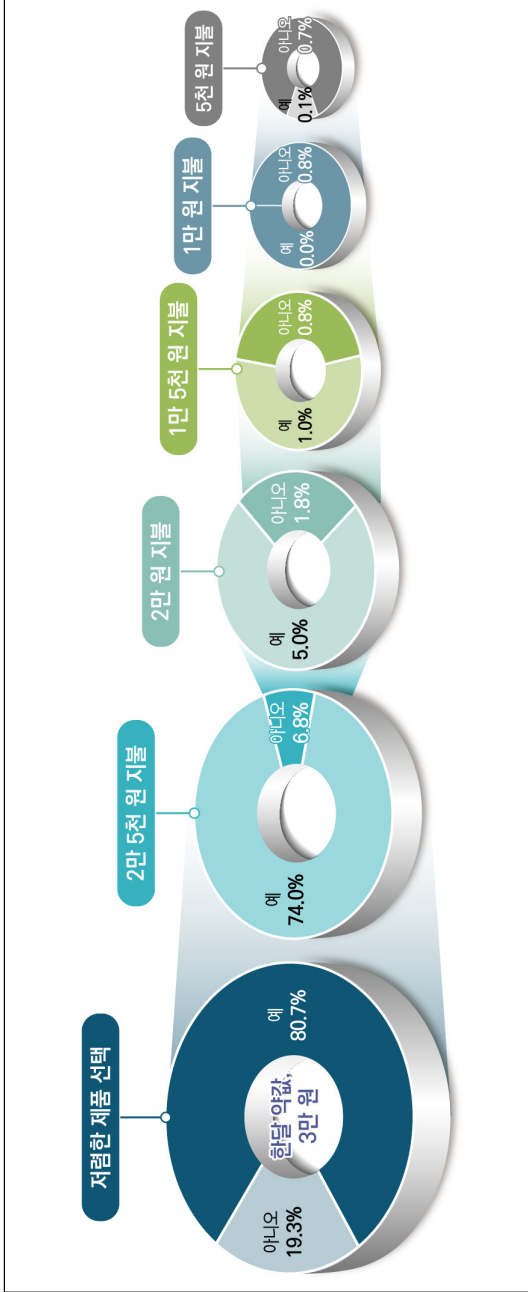 저렴한 제품 선택
아니오
19.3%
한달 약값,
3만 원
예
80.7%
2만 5천 원 지불
예
74.0%
아니오
6.8%
2만 원 지불
예
5.0%
아니오
1.8%
1만 5천 원 지불
예
1.0%
아니오
0.8%
1만 원 지불
예
0.0%
아니오
0.8%
5천 원 지불
예
0.1%
아니오
0.7%